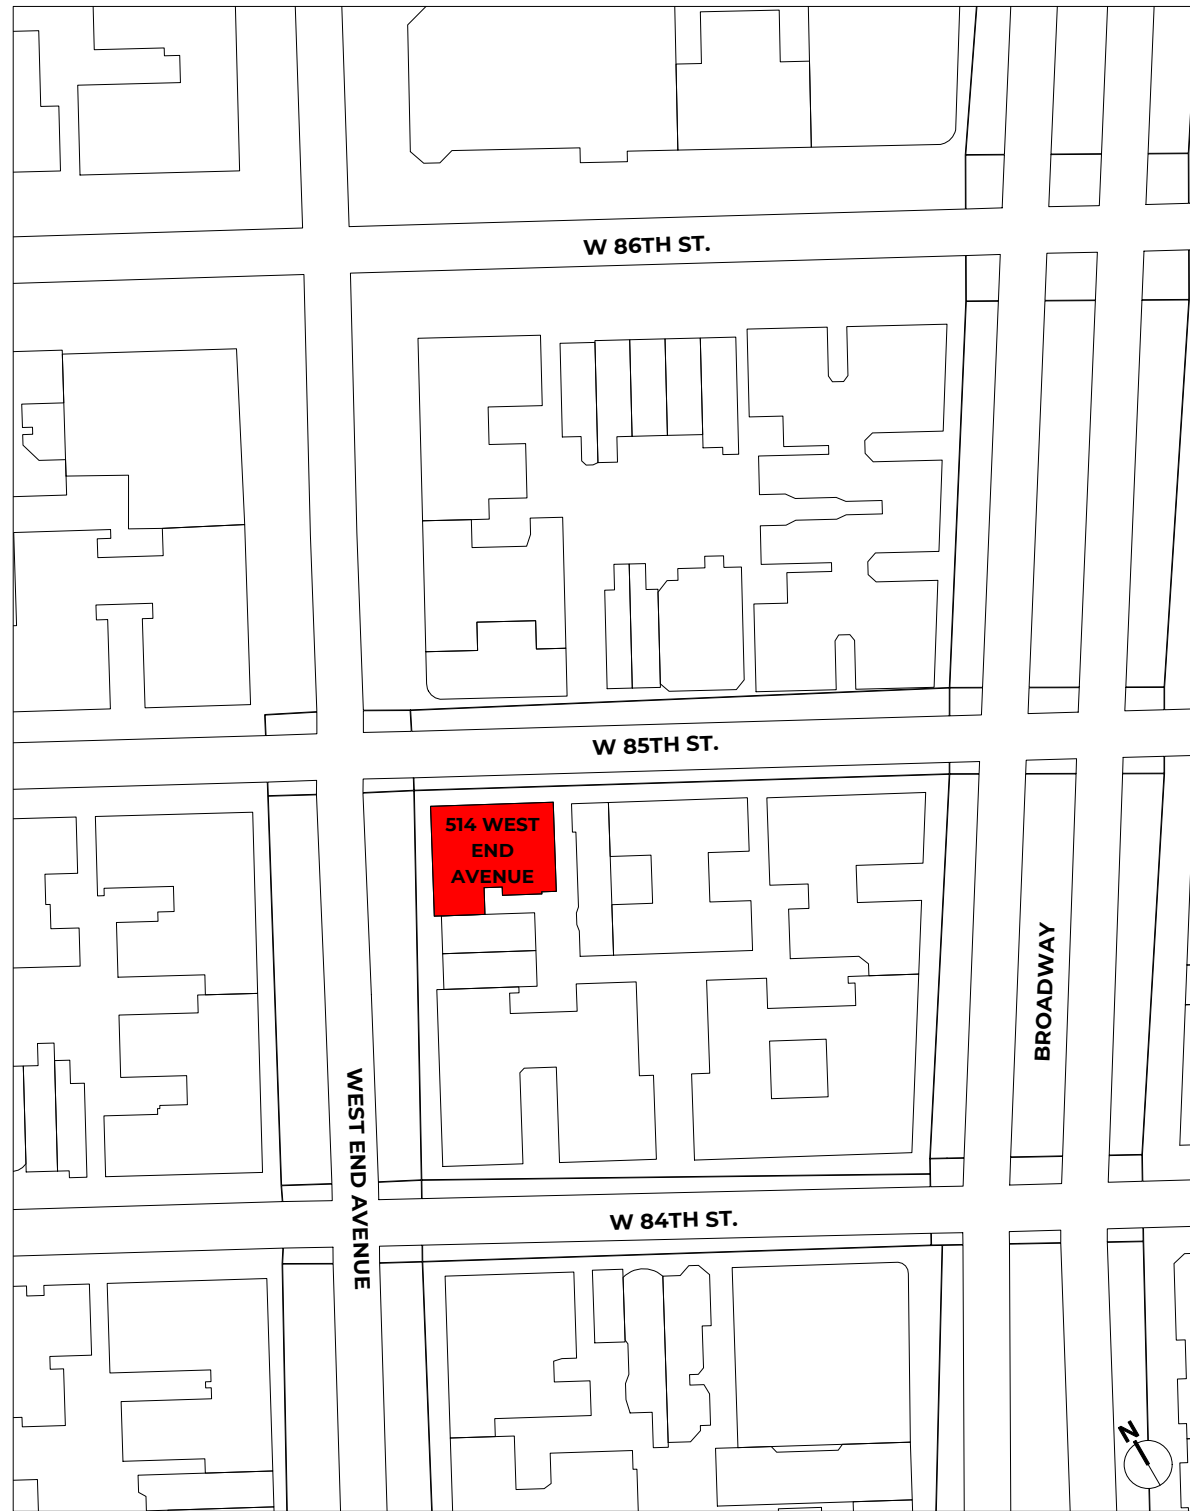 W 86TH ST.
W 85TH ST.
514 WEST
END
AVENUE
BROADWAY
WEST END AVENUE
W 84TH ST.
N